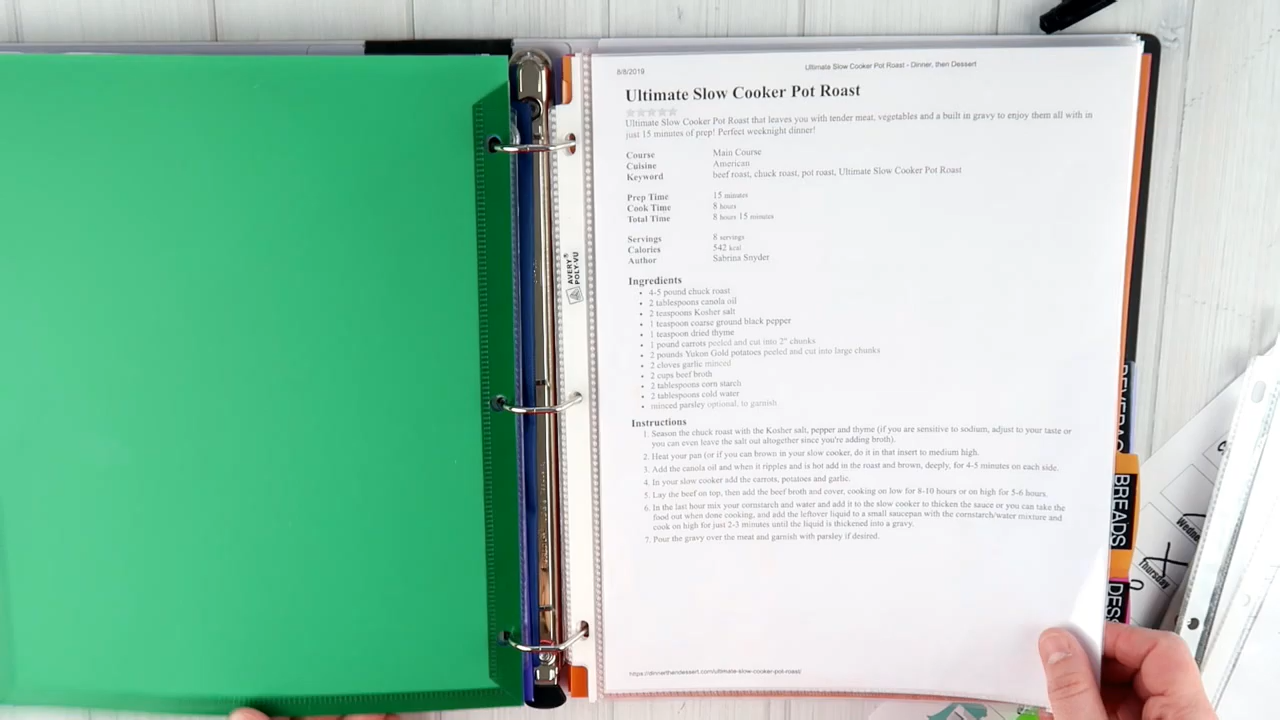 8/8/2019
Ultimate Slow Cooker Pot Roast - Dinner, then Dessert
Ultimate Slow Cooker Pot Roast
Ultimate Slow Cooker Pot Roast that leaves you with tender meat, vegetables and a built in gravy to enjoy them all with in
just 15 minutes of prep! Perfect weeknight dinner!
Course Main Course
Cuisine American
Keyword beef roast, chuck roast, pot roast, Ultimate Slow Cooker Pot Roast
Prep Time 15 minutes
Cook Time 8 hours
Total Time 8 hours 15 minutes
Servings 8 servings
Calories 542 kcal
Author Sabrina Snyder
Ingredients
• 4-5 pound chuck roast
• 2 tablespoons canola oil
• 2 teaspoons Kosher salt
• 1 teaspoon coarse ground black pepper
• 1 teaspoon dried thyme
• 1 pound carrots peeled and cut into 2" chunks
• 2 pounds Yukon Gold potatoes peeled and cut into large chunks
• 2 cloves garlic minced
• 2 cups beef broth
• 2 tablespoons corn starch
• 2 tablespoons cold water
• minced parsley optional, to garnish
Instructions
1. Season the chuck roast with the Kosher salt, pepper and thyme (if you are sensitive to sodium, adjust to your taste or
you can even leave the salt out altogether since you're adding broth).
2. Heat your pan (or if you can brown in your slow cooker, do it in that insert to medium high.
3. Add the canola oil and when it ripples and is hot add in the roast and brown, deeply, for 4-5 minutes on each side.
4. In your slow cooker add the carrots, potatoes and garlic.
5. Lay the beef on top, then add the beef broth and cover, cooking on low for 8-10 hours or on high for 5-6 hours.
6. In the last hour mix your cornstarch and water and add it to the slow cooker to thicken the sauce or you can take the
food out when done cooking, and add the leftover liquid to a small saucepan with the cornstarch/water mixture and
cook on high for just 2-3 minutes until the liquid is thickened into a gravy.
7. Pour the gravy over the meat and garnish with parsley if desired.
https://dinnerthendessert.com/ultimate-slow-cooker-pot-roast/
AVERY®
POLY-VU
BEVERAG
BREADS
DESS
Wedne
Thursday